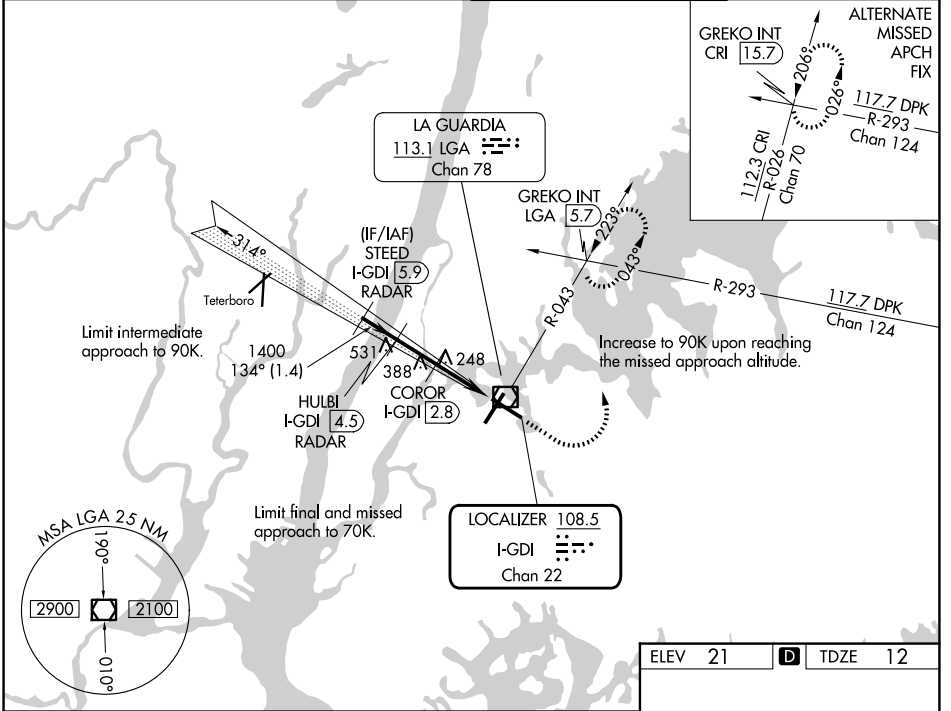 ALTERNATE
MISSED
APCH
FIX
GREKO INT
CRI 15.7
206°
026°
117.7 DPK
R-293
Chan 124
112.3 CRI
R-026
Chan 70
LA GUARDIA
113.1 LGA
Chan 78
GREKO INT
LGA 5.7
223°
043°
R-043
R-293
117.7 DPK
Chan 124
314°
Teterboro
(IF/IAF)
STEED
I-GDI 5.9
RADAR
Limit intermediate
approach to 90K.
1400
134° (1.4)
531
388
248
HULBI
I-GDI 4.5
RADAR
COROR
I-GDI 2.8
Increase to 90K upon reaching
the missed approach altitude.
Limit final and missed
approach to 70K.
LOCALIZER 108.5
I-GDI
Chan 22
MSA LGA 25 NM
190°
2900
2100
010°
ELEV 21 D TDZE 12